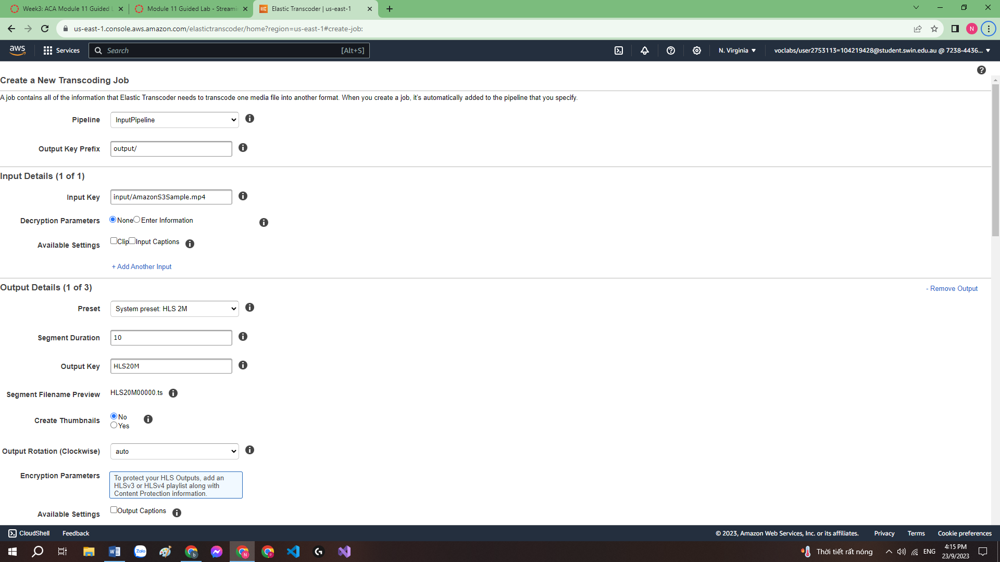 Week3: ACA Module 11 Guided L
Module 11 Guided Lab - Streamin
Elastic Transcoder | us-east-1
us-east-1.console.aws.amazon.com/elastictranscoder/home?region=us-east-1#create-job:
N
aws
Services
Search
[Alt+S]
N. Virginia
voclabs/user2753113=104219428@student.swin.edu.au @ 7238-4436...
Create a New Transcoding Job
A job contains all of the information that Elastic Transcoder needs to transcode one media file into another format. When you create a job, it's automatically added to the pipeline that you specify.
Pipeline
InputPipeline
Output Key Prefix
output/
Input Details (1 of 1)
Input Key
input/AmazonS3Sample.mp4
Decryption Parameters
None
Enter Information
Available Settings
Clip
Input Captions
+ Add Another Input
Output Details (1 of 3)
- Remove Output
Preset
System preset: HLS 2M
Segment Duration
10
Output Key
HLS20M
Segment Filename Preview
HLS20M00000.ts
Create Thumbnails
No
Yes
Output Rotation (Clockwise)
auto
Encryption Parameters
To protect your HLS Outputs, add an
HLSv3 or HLSv4 playlist along with
Content Protection information.
Available Settings
Output Captions
CloudShell
Feedback
© 2023, Amazon Web Services, Inc. or its affiliates.
Privacy
Terms
Cookie preferences
Zalo
Thời tiết rất nóng
ENG
4:15 PM
23/9/2023